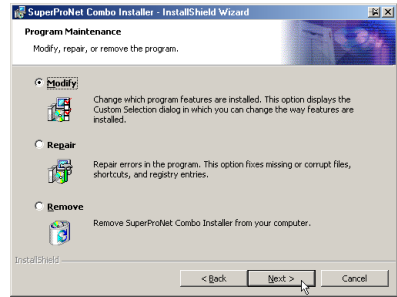 SuperProNet Combo Installer - InstallShield Wizard
Program Maintenance
Modify, repair, or remove the program.
Modify
Change which program features are installed. This option displays the
Custom Selection dialog in which you can change the way features are
installed.
Repair
Repair errors in the program. This option fixes missing or corrupt files,
shortcuts, and registry entries.
Remove
Remove SuperProNet Combo Installer from your computer.
InstallShield
< Back Next > Cancel